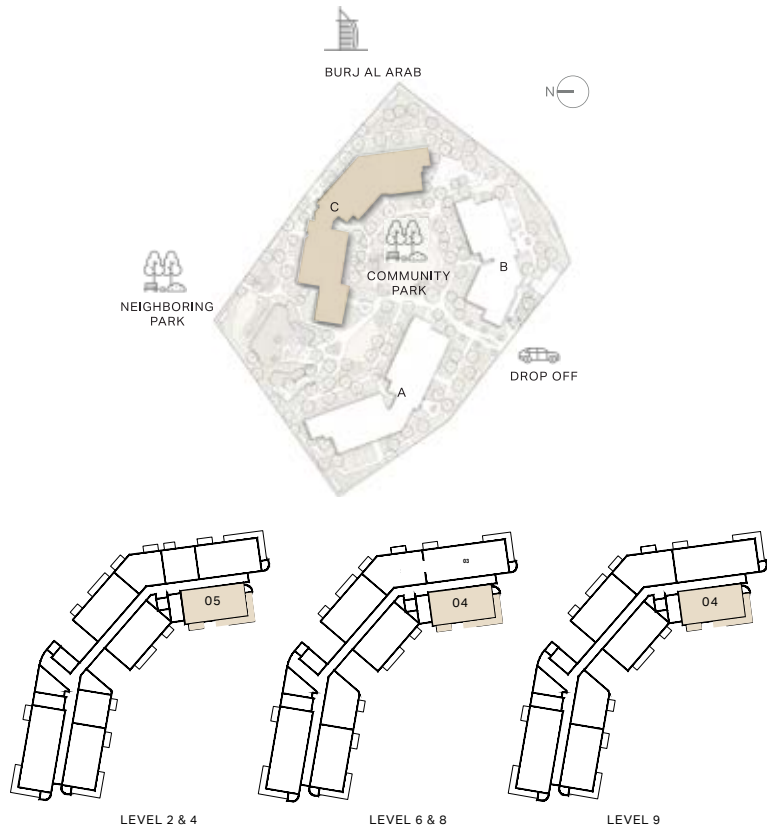 BURJ AL ARAB
N
C
B
COMMUNITY
PARK
NEIGHBORING
PARK
DROP OFF
A
05
03
04
04
LEVEL 2 & 4
LEVEL 6 & 8
LEVEL 9